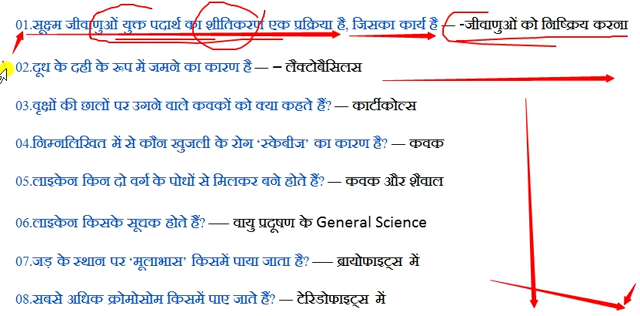 01.सूक्ष्म जीवाणुओं युक्त पदार्थ का शीतिकरण एक प्रक्रिया है, जिसका कार्य है — -जीवाणुओं को निष्क्रिय करना
02.दूध के दही के रूप में जमने का कारण है — – लैक्टोबैसिलस
03.वृक्षों की छालों पर उगने वाले कवकों को क्या कहते हैं? — कार्टीकोल्स
04.निम्नलिखित में से कौन खुजली के रोग 'स्केबीज' का कारण है? — कवक
05.लाइकेन किन दो वर्ग के पोधों से मिलकर बने होते हैं? — कवक और शैवाल
06.लाइकेन किसके सूचक होते हैं? — वायु प्रदूषण के General Science
07.जड़ के स्थान पर 'मूलाभास' किसमें पाया जाता है? — ब्रायोफाइट्स में
08.सबसे अधिक क्रोमोसोम किसमें पाए जाते हैं? — टेरिडोफाइट्स में